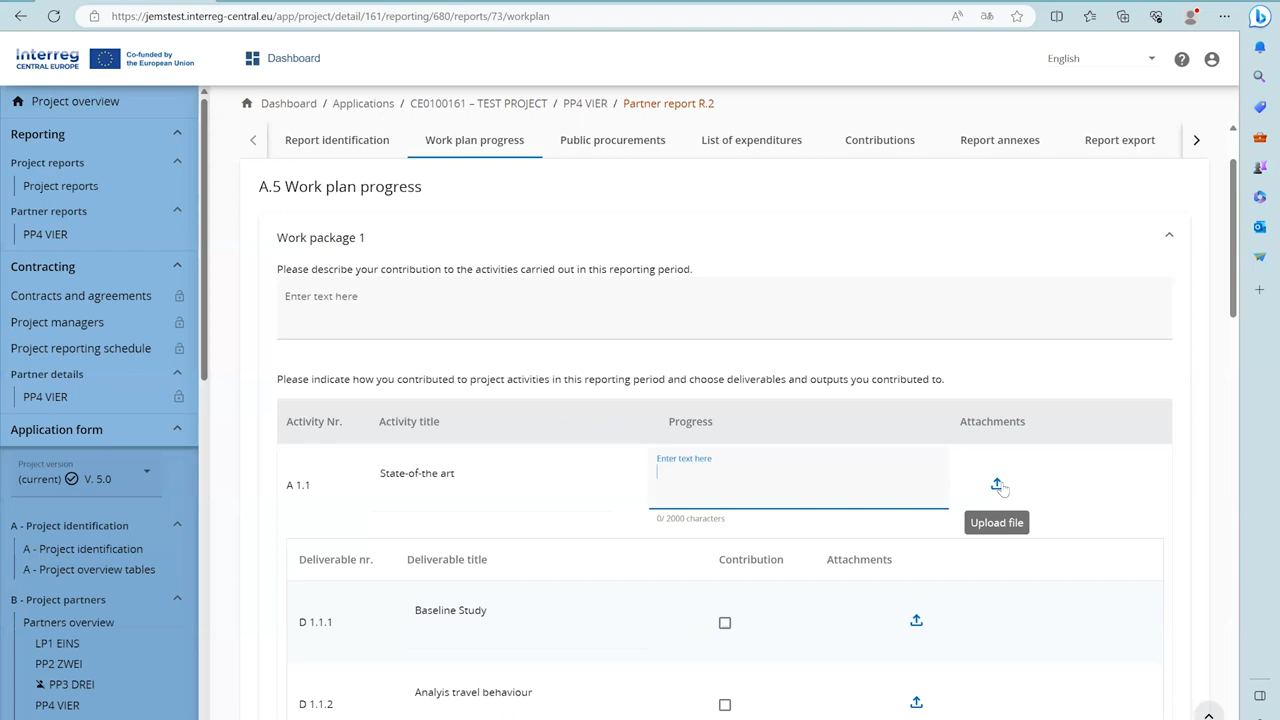 https://jemstest.interreg-central.eu/app/project/detail/161/reporting/680/reports/73/workplan
Interreg
CENTRAL EUROPE
Co-funded by
the European Union
Dashboard
English
Project overview
Reporting
Project reports
Project reports
Partner reports
PP4 VIER
Contracting
Contracts and agreements
Project managers
Project reporting schedule
Partner details
PP4 VIER
Application form
Project version
(current) V. 5.0
A - Project identification
A - Project identification
A - Project overview tables
B - Project partners
Partners overview
LP1 EINS
PP2 ZWEI
PP3 DREI
PP4 VIER
Dashboard / Applications / CE0100161 – TEST PROJECT / PP4 VIER / Partner report R.2
Report identification Work plan progress Public procurements List of expenditures Contributions Report annexes Report export
A.5 Work plan progress
Work package 1
Please describe your contribution to the activities carried out in this reporting period.
Enter text here
Please indicate how you contributed to project activities in this reporting period and choose deliverables and outputs you contributed to.
Activity Nr. Activity title Progress Attachments
A 1.1 State-of-the art Enter text here
0/ 2000 characters
Upload file
Deliverable nr. Deliverable title Contribution Attachments
D 1.1.1 Baseline Study
D 1.1.2 Analyis travel behaviour